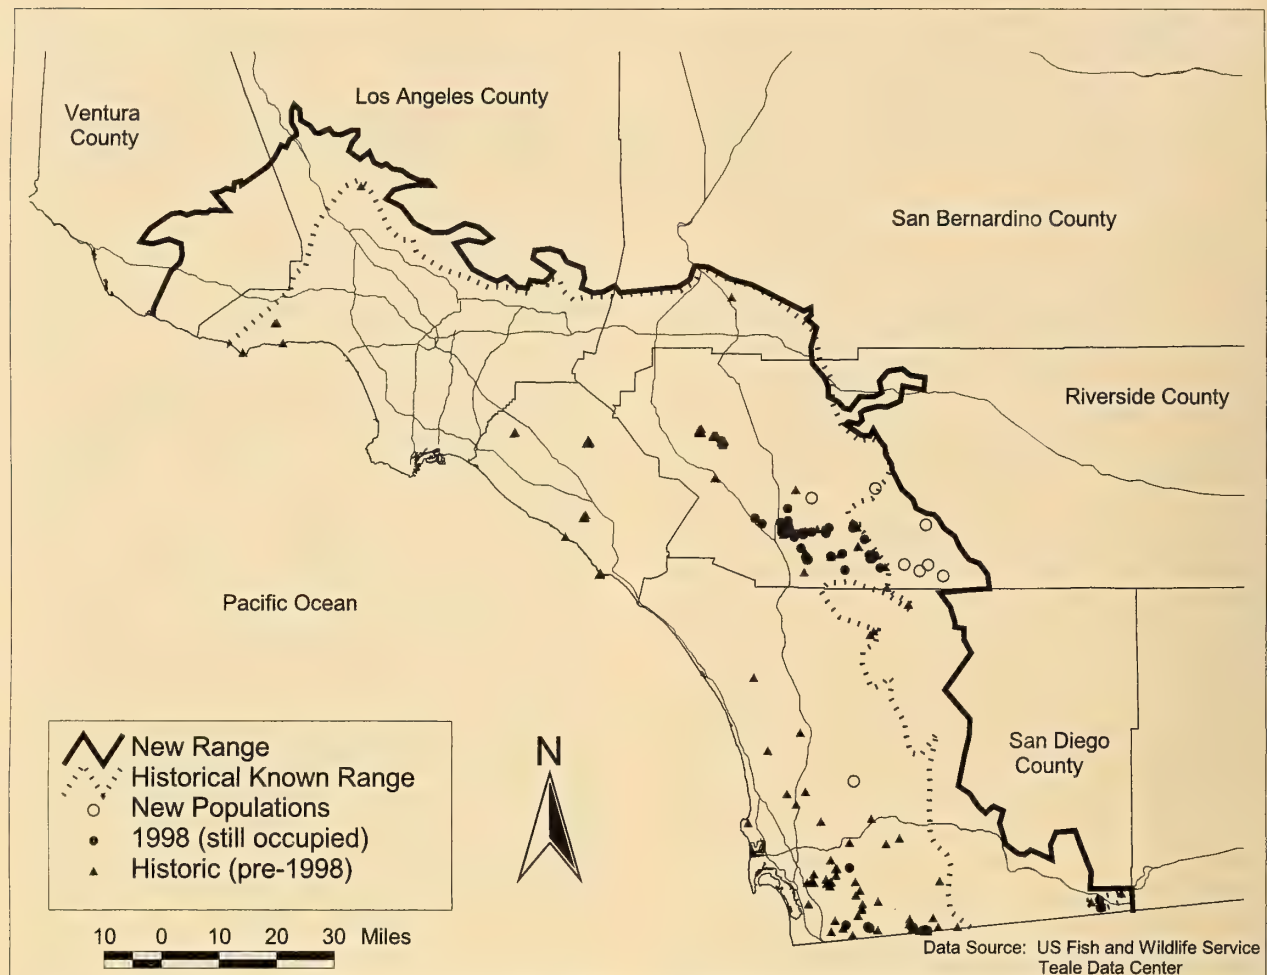 Ventura
County
Los Angeles County
San Bernardino County
Riverside County
Pacific Ocean
San Diego
County
New Range
Historical Known Range
New Populations
1998 (still occupied)
Historic (pre-1998)
N
10 0 10 20 30 Miles
Data Source: US Fish and Wildlife Service
Teale Data Center